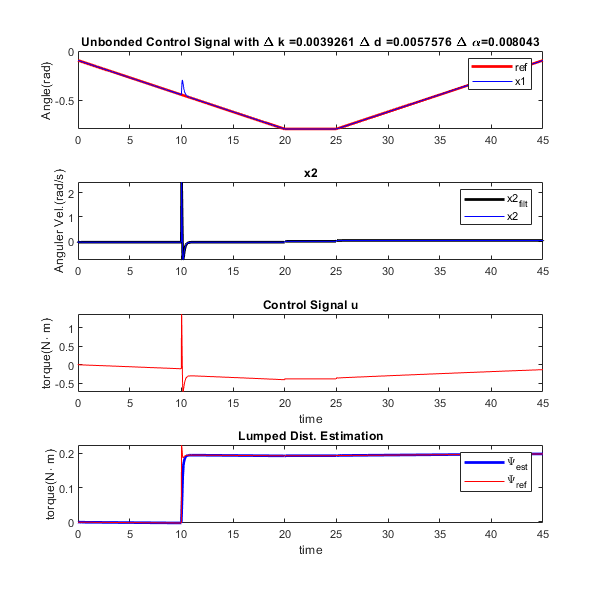 Unbonded Control Signal with Δ k =0.0039261 Δ d =0.0057576 Δ α=0.008043
Angle(rad)
0
-0.5
ref
x1
0 5 10 15 20 25 30 35 40 45
x2
Anguler Vel.(rad/s)
2
1
0
x2filt
x2
0 5 10 15 20 25 30 35 40 45
Control Signal u
torque(N· m)
1
0.5
0
-0.5
0 5 10 15 20 25 30 35 40 45
time
Lumped Dist. Estimation
torque(N· m)
0.2
0.1
0
Ψest
Ψref
0 5 10 15 20 25 30 35 40 45
time